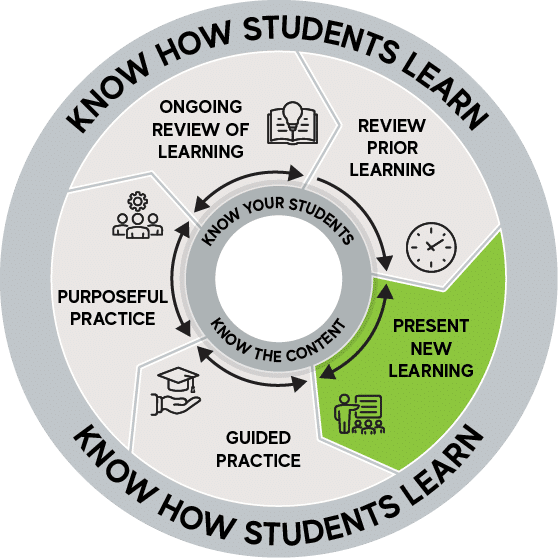 KNOW HOW STUDENTS LEARN
ONGOING
REVIEW OF
LEARNING
REVIEW
PRIOR
LEARNING
KNOW YOUR STUDENTS
KNOW THE CONTENT
PURPOSEFUL
PRACTICE
PRESENT
NEW
LEARNING
GUIDED
PRACTICE
KNOW HOW STUDENTS LEARN